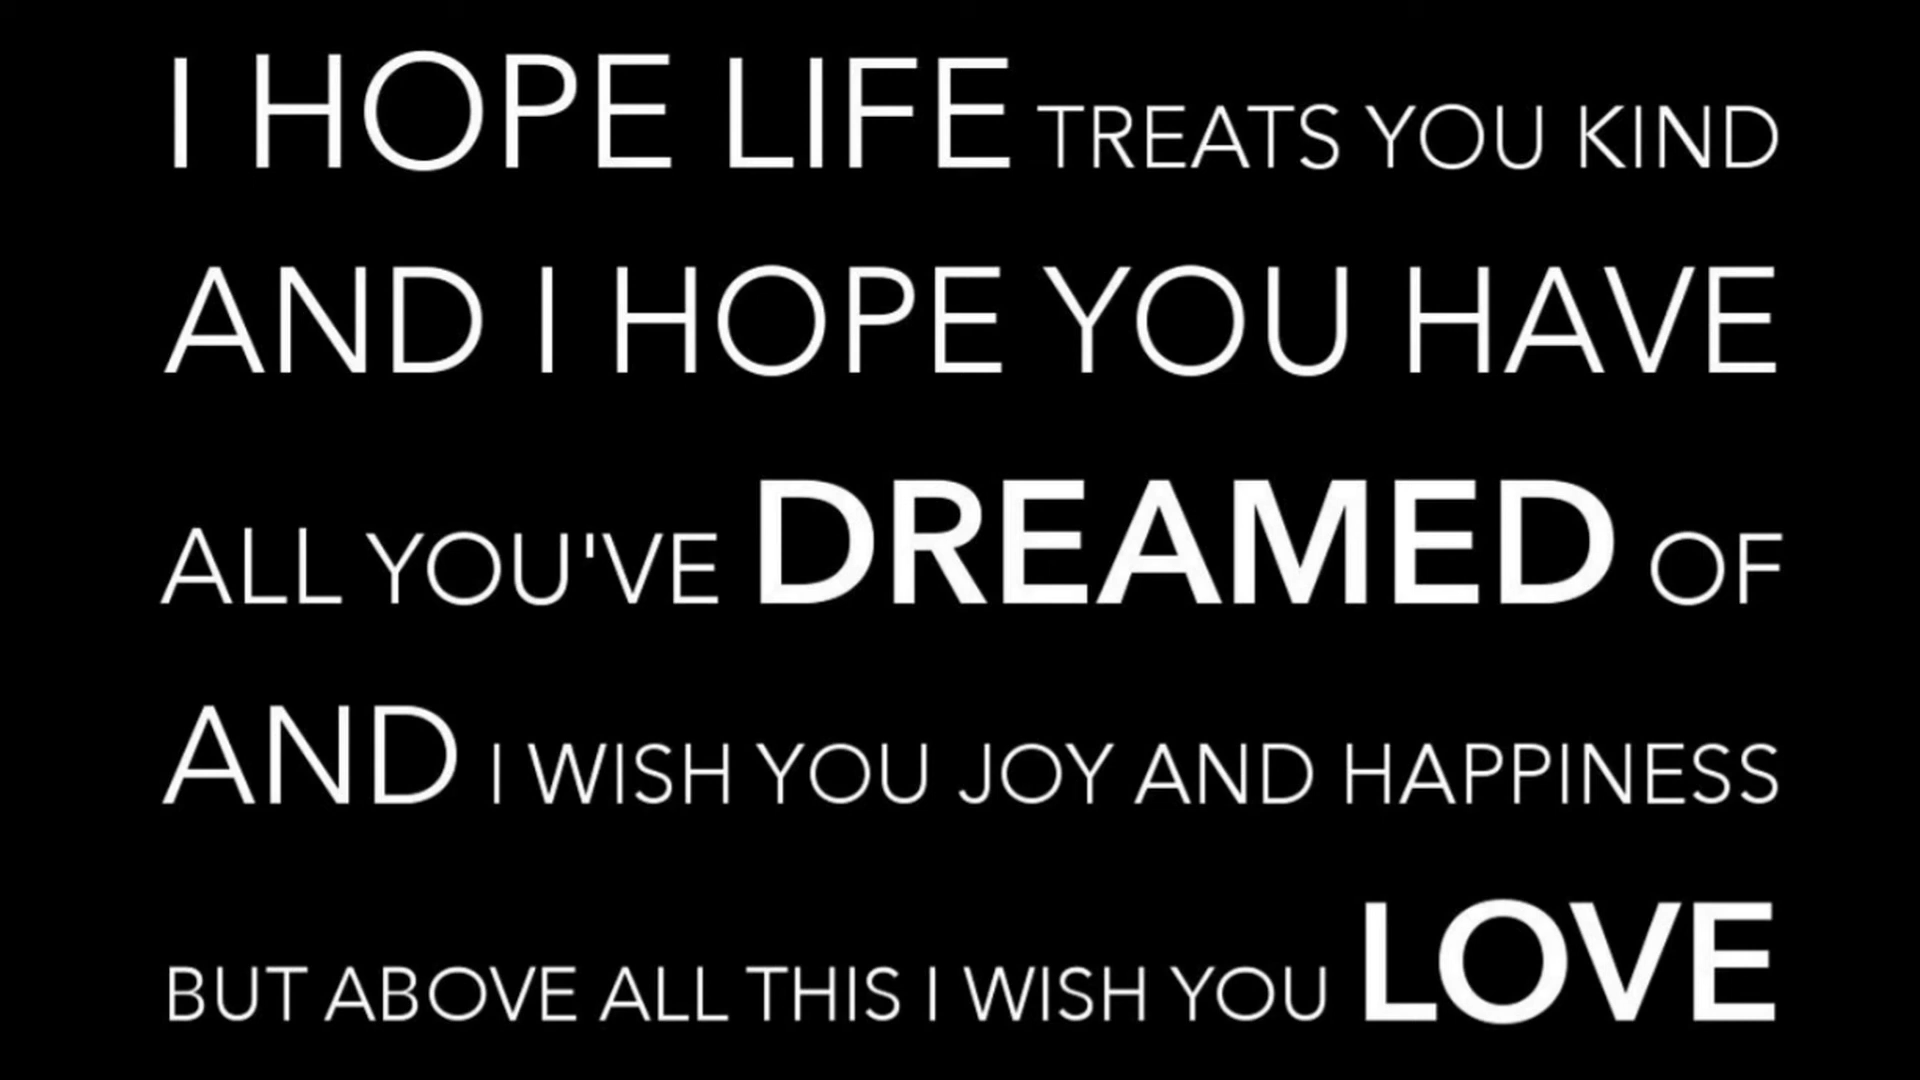 I HOPE LIFE TREATS YOU KIND
AND I HOPE YOU HAVE
ALL YOU'VE DREAMED OF
AND I WISH YOU JOY AND HAPPINESS
BUT ABOVE ALL THIS I WISH YOU LOVE